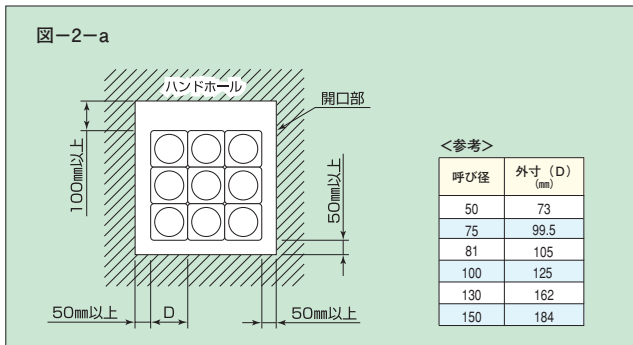 図−2−a
ハンドホール
開口部
100㎜以上
50㎜以上
50㎜以上
D
50㎜以上
<参考>
呼び径 外寸（D）(㎜)
50 73
75 99.5
81 105
100 125
130 162
150 184